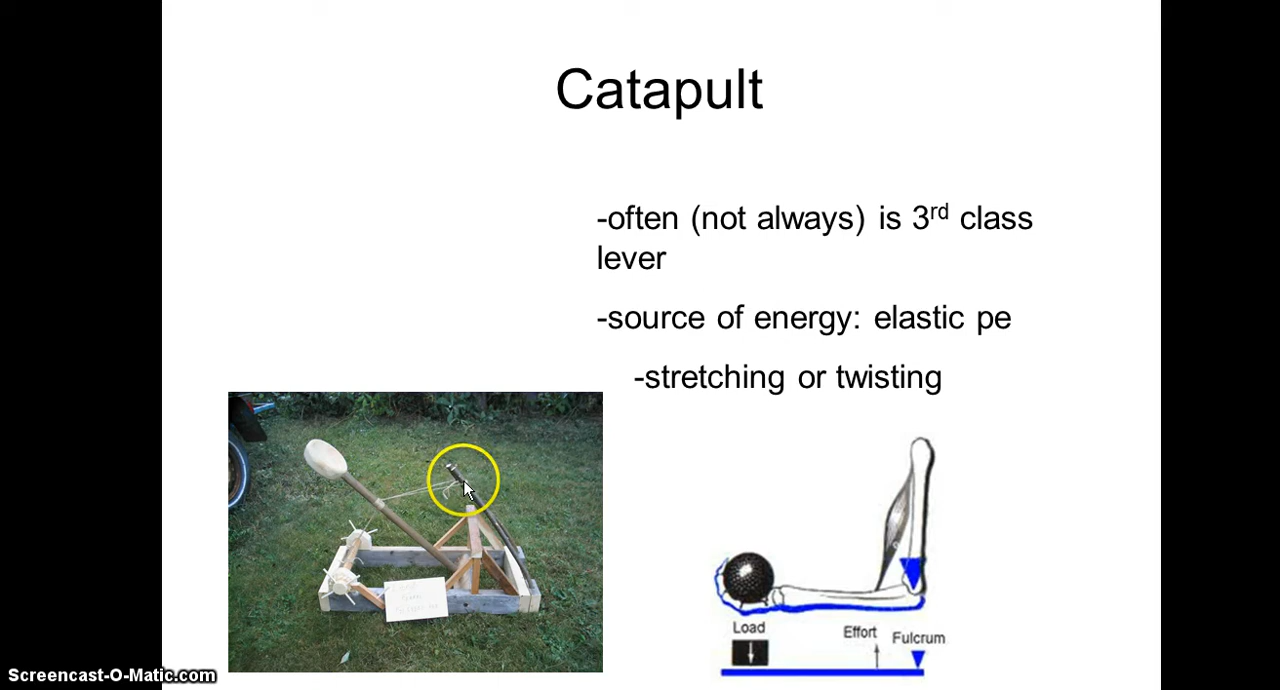 Catapult
-often (not always) is 3rd class
lever
-source of energy: elastic pe
-stretching or twisting
Load
Effort
Fulcrum
Screencast-O-Matic.com